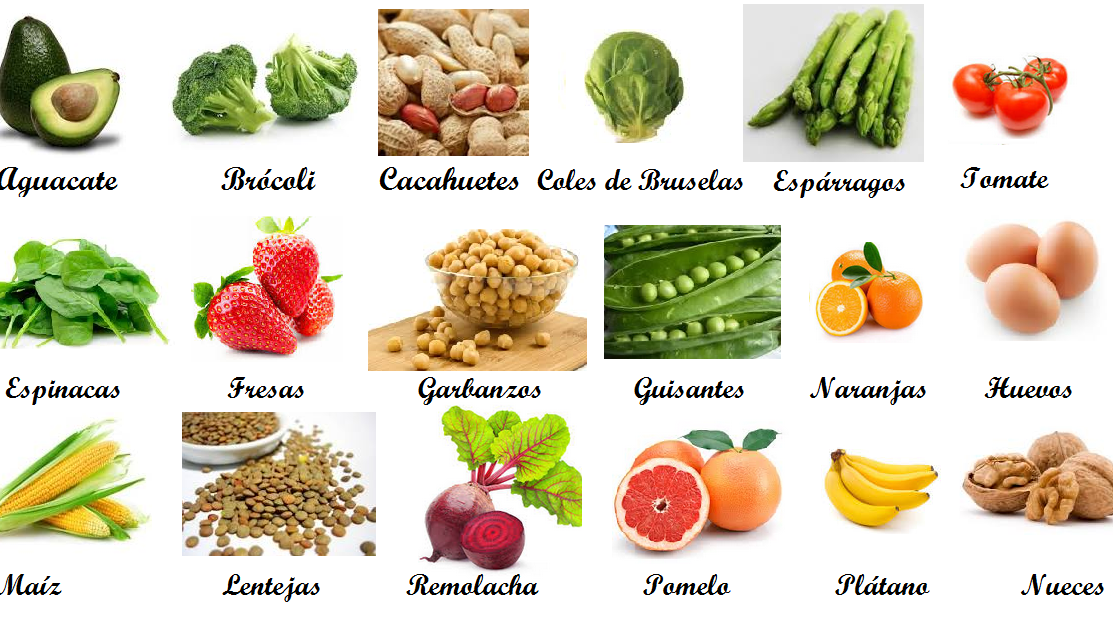 Aguacate
Brócoli
Cacahuetes
Coles de Bruselas
Espárragos
Tomate
Espinacas
Fresas
Garbanzos
Guisantes
Naranjas
Huevos
Maíz
Lentejas
Remolacha
Pomelo
Plátano
Nueces